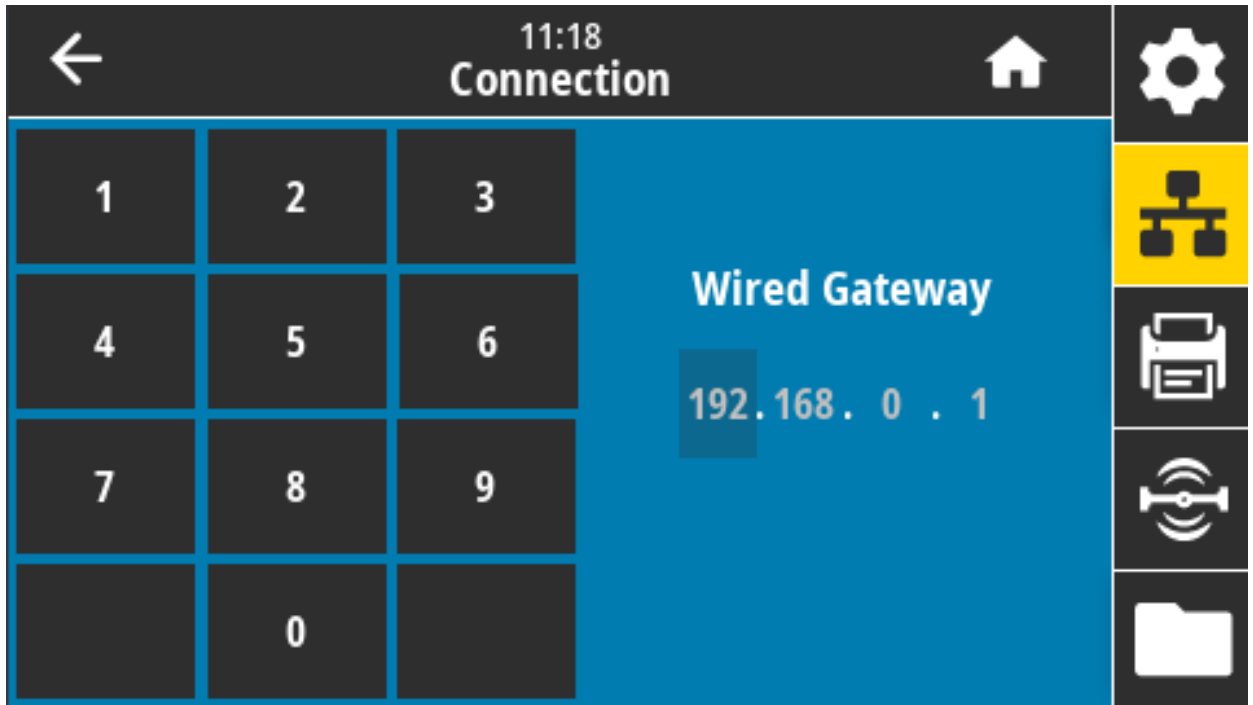 11:18
Connection
1 2 3
4 5 6
7 8 9
0
Wired Gateway
192.168. 0 . 1